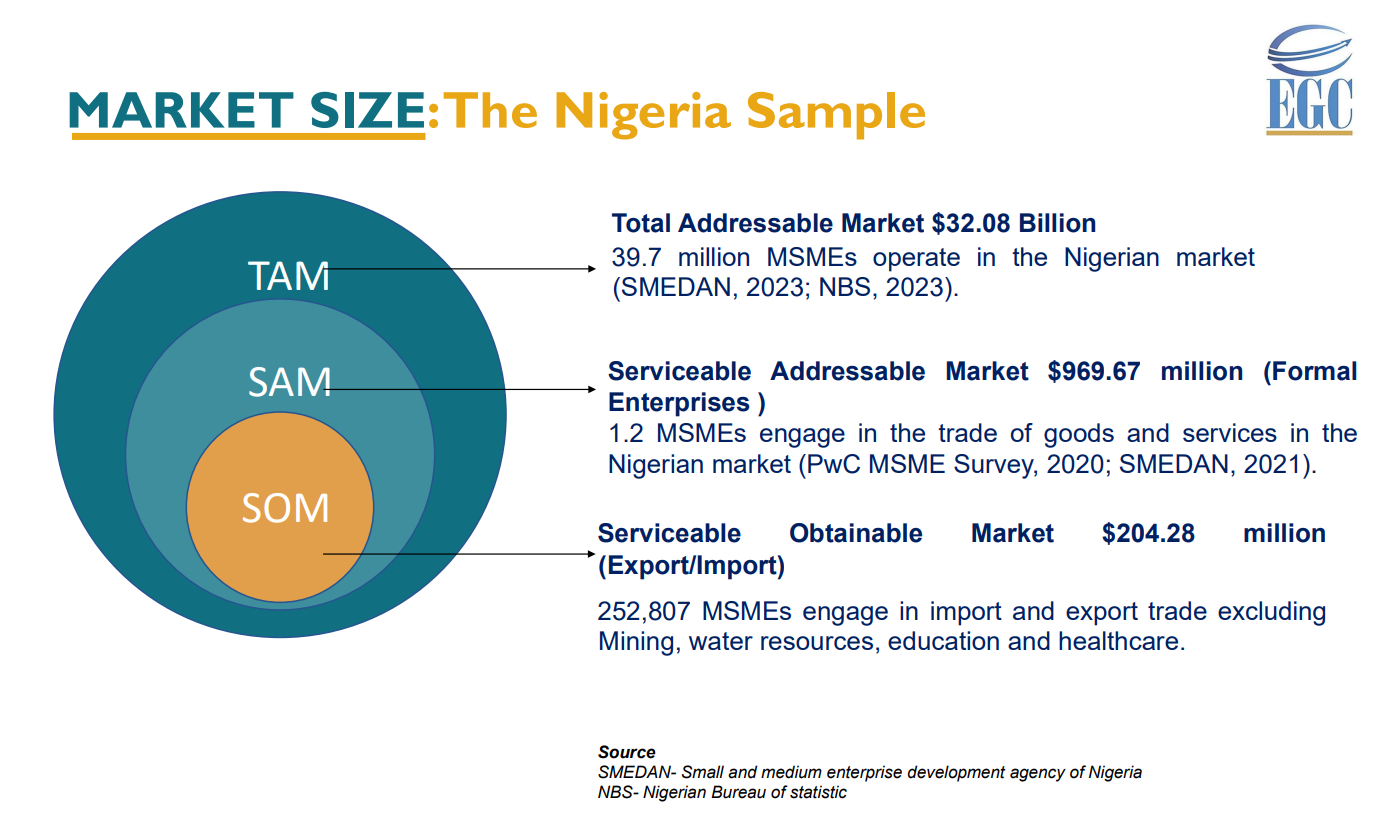 EGC
MARKET SIZE:The Nigeria Sample
TAM
SAM
SOM
Total Addressable Market $32.08 Billion
39.7 million MSMEs operate in the Nigerian market
(SMEDAN, 2023; NBS, 2023).
Serviceable Addressable Market $969.67 million (Formal
Enterprises )
1.2 MSMEs engage in the trade of goods and services in the
Nigerian market (PwC MSME Survey, 2020; SMEDAN, 2021).
Serviceable Obtainable Market $204.28 million
(Export/Import)
252,807 MSMEs engage in import and export trade excluding
Mining, water resources, education and healthcare.
Source
SMEDAN- Small and medium enterprise development agency of Nigeria
NBS- Nigerian Bureau of statistic